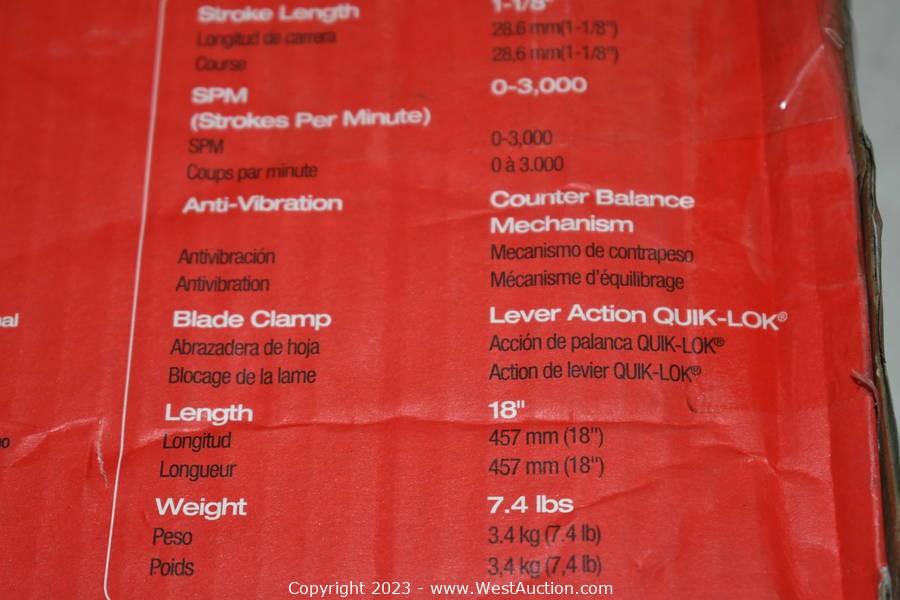 Stroke Length 1-1/8"
Longitud de carrera 28.6 mm(1-1/8")
Course 28,6 mm(1-1/8")
SPM 0-3,000
(Strokes Per Minute)
SPM 0-3,000
Coups par minute 0 à 3.000
Anti-Vibration Counter Balance
Mechanism
Antivibración Mecanismo de contrapeso
Antivibration Mécanisme d'équilibrage
Blade Clamp Lever Action QUIK-LOK®
Abrazadera de hoja Acción de palanca QUIK-LOK®
Blocage de la lame Action de levier QUIK-LOK®
Length 18"
Longitud 457 mm (18")
Longueur 457 mm (18")
Weight 7.4 lbs
Peso 3.4 kg (7.4 lb)
Poids 3,4 kg (7,4 lb)
Copyright 2023 - www.WestAuction.com